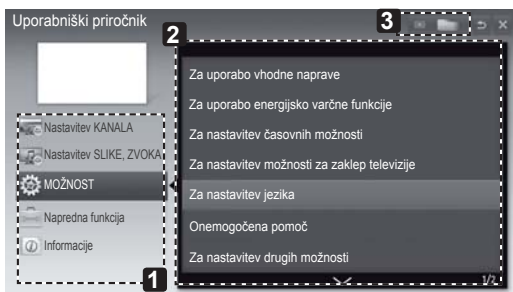 Uporabniški priročnik
3
2
Za uporabo vhodne naprave
Za uporabo energijsko varčne funkcije
Za nastavitev časovnih možnosti
Za nastavitev možnosti za zaklep televizije
Za nastavitev jezika
Onemogočena pomoč
Za nastavitev drugih možnosti
1/2
Nastavitev KANALA
Nastavitev SLIKE, ZVOKA
MOŽNOST
Napredna funkcija
Informacije
1